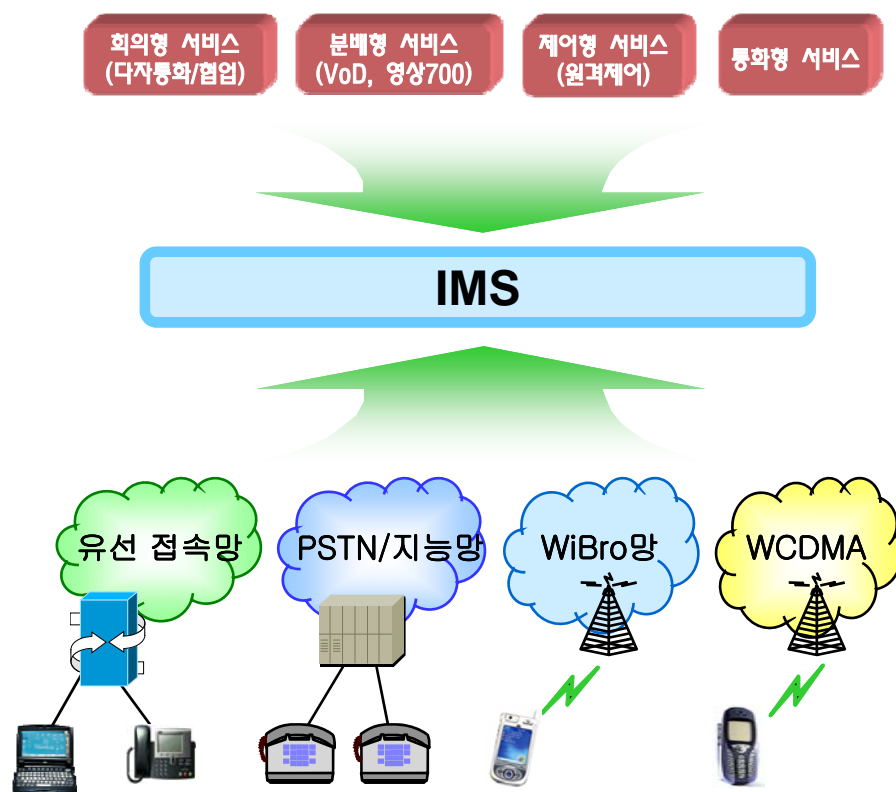 회의형 서비스
(다자통화/협업)
분배형 서비스
(VoD, 영상700)
제어형 서비스
(원격제어)
통화형 서비스
IMS
유선 접속망
PSTN/지능망
WiBro망
WCDMA